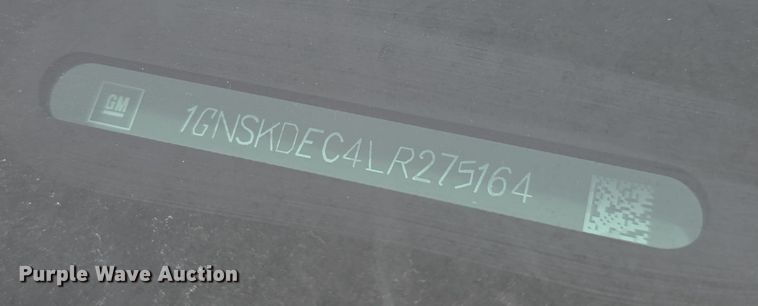 GM 1GNSKDEC4LR275164
Purple Wave Auction